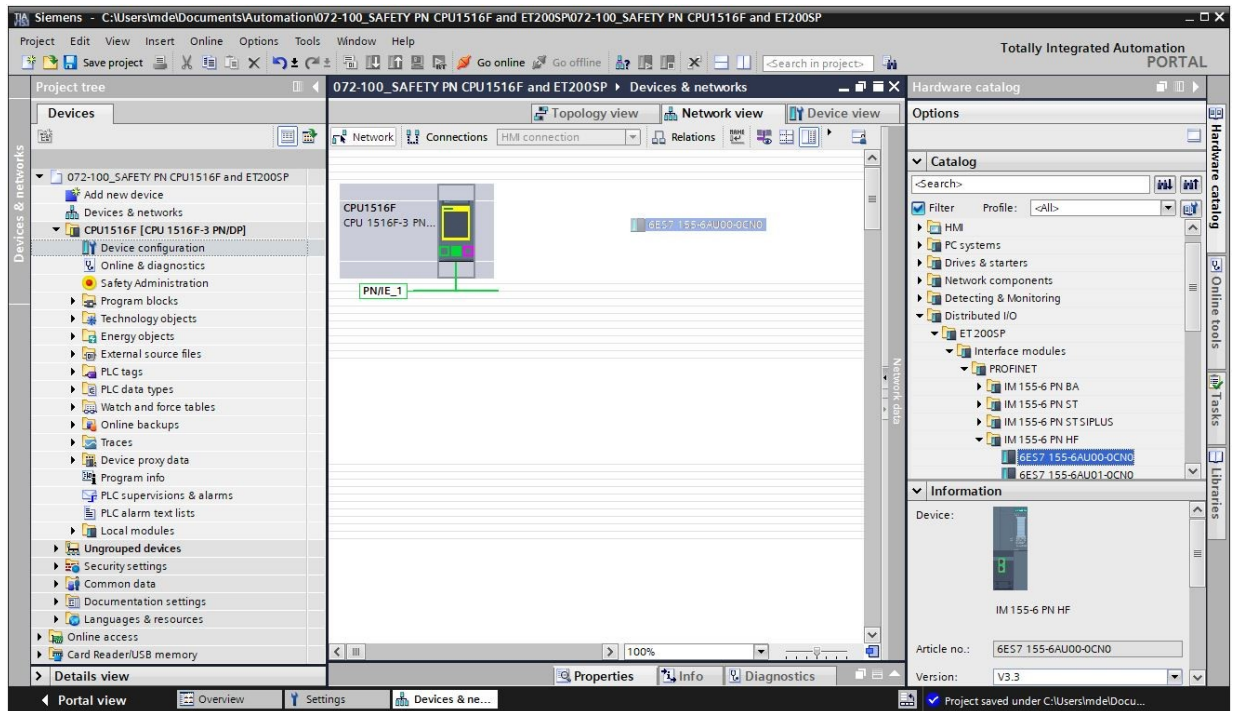 Siemens - C:\Users\mde\Documents\Automation\072-100_SAFETY PN CPU1516F and ET200SP\072-100_SAFETY PN CPU1516F and ET200SP
Project Edit View Insert Online Options Tools Window Help
Totally Integrated Automation
PORTAL
Save project Go online Go offline <Search in project>
Project tree
Devices
Devices & networks
072-100_SAFETY PN CPU1516F and ET200SP
Add new device
Devices & networks
CPU1516F [CPU 1516F-3 PN/DP]
Device configuration
Online & diagnostics
Safety Administration
Program blocks
Technology objects
Energy objects
External source files
PLC tags
PLC data types
Watch and force tables
Online backups
Traces
Device proxy data
Program info
PLC supervisions & alarms
PLC alarm text lists
Local modules
Ungrouped devices
Security settings
Common data
Documentation settings
Languages & resources
Online access
Card Reader/USB memory
Details view
072-100_SAFETY PN CPU1516F and ET200SP Devices & networks
Topology view Network view Device view
Network Connections HMI connection Relations
CPU1516F
CPU 1516F-3 PN...
6ES7 155-6AU00-0CN0
PN/IE_1
Network data
100%
Properties Info Diagnostics
Hardware catalog
Options
Catalog
<Search>
Filter Profile: <All>
HMI
PC systems
Drives & starters
Network components
Detecting & Monitoring
Distributed I/O
ET 200SP
Interface modules
PROFINET
IM 155-6 PN BA
IM 155-6 PN ST
IM 155-6 PN ST SIPLUS
IM 155-6 PN HF
6ES7 155-6AU00-0CN0
6ES7 155-6AU01-0CN0
Information
Device:
IM 155-6 PN HF
Article no.: 6ES7 155-6AU00-0CN0
Version: V3.3
Hardware catalog
Online tools
Tasks
Libraries
Portal view Overview Settings Devices & ne... Project saved under C:\Users\mde\Docu...